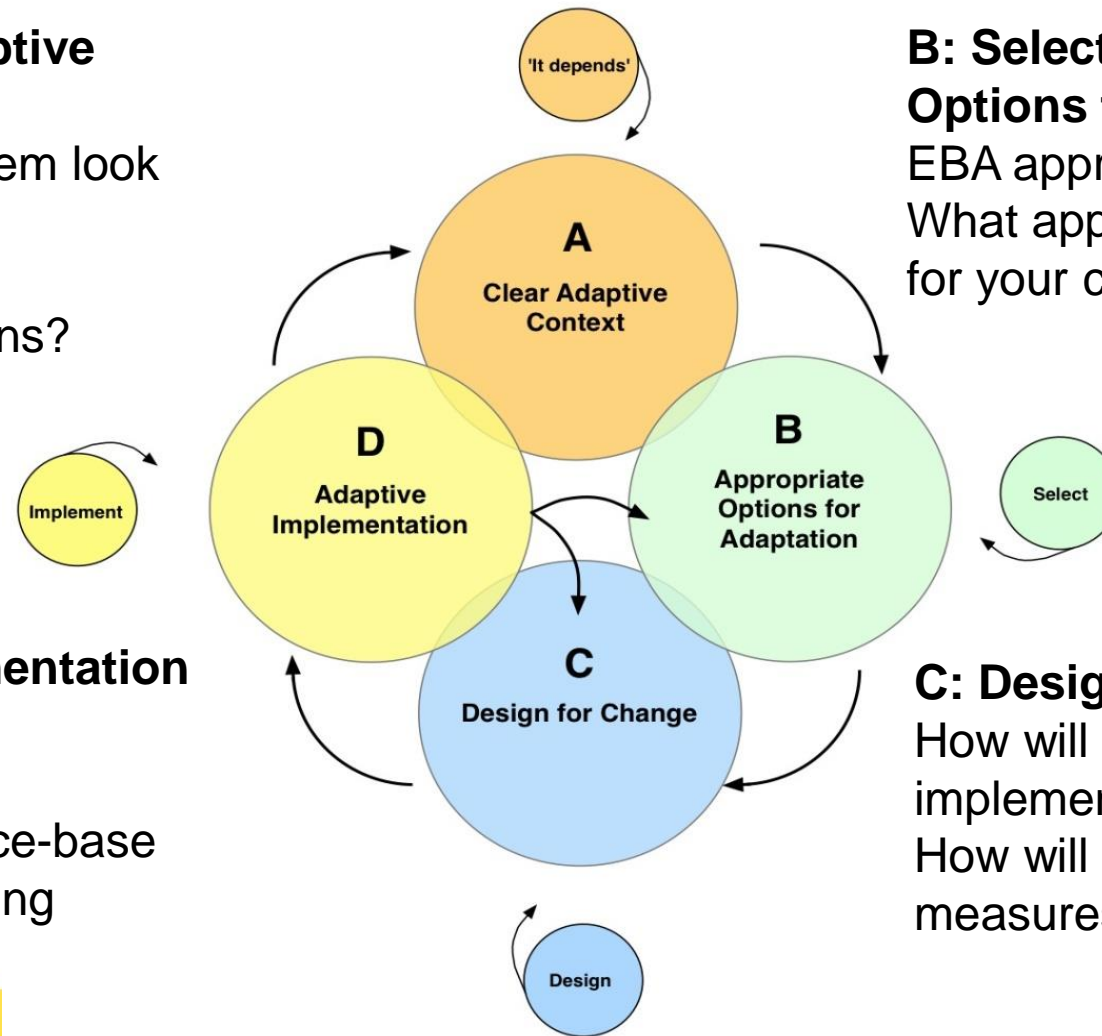 ptive
em look
ns?
'It depends'
A
Clear Adaptive
Context
B: Select
Options
EBA appr
What app
for your c
D
Adaptive
Implementation
B
Appropriate
Options for
Adaptation
Implement
Select
C
Design for Change
Design
nentation
ce-base
ng
C: Desig
How will
implemen
How will
measures